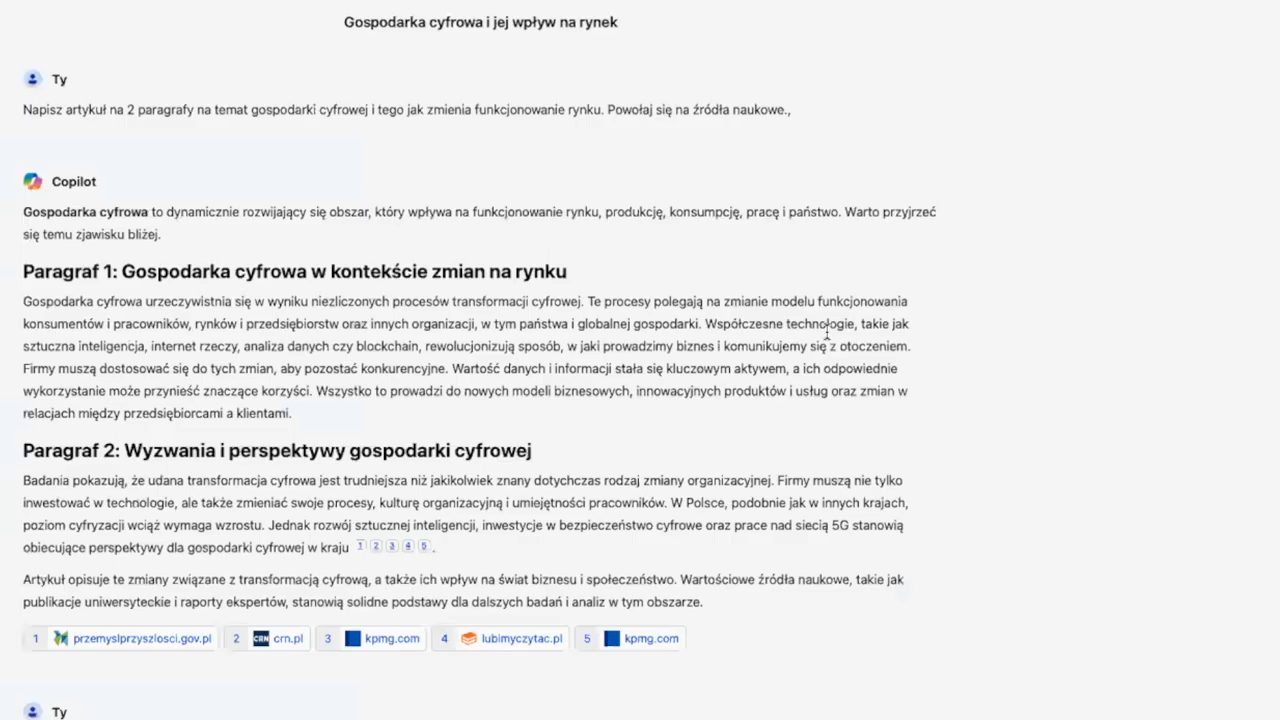 Gospodarka cyfrowa i jej wpływ na rynek
Ty
Napisz artykuł na 2 paragrafy na temat gospodarki cyfrowej i tego jak zmienia funkcjonowanie rynku. Powołaj się na źródła naukowe.,
Copilot
Gospodarka cyfrowa to dynamicznie rozwijający się obszar, który wpływa na funkcjonowanie rynku, produkcję, konsumpcję, pracę i państwo. Warto przyjrzeć
się temu zjawisku bliżej.
Paragraf 1: Gospodarka cyfrowa w kontekście zmian na rynku
Gospodarka cyfrowa urzeczywistnia się w wyniku niezliczonych procesów transformacji cyfrowej. Te procesy polegają na zmianie modelu funkcjonowania
konsumentów i pracowników, rynków i przedsiębiorstw oraz innych organizacji, w tym państwa i globalnej gospodarki. Współczesne technologie, takie jak
sztuczna inteligencja, internet rzeczy, analiza danych czy blockchain, rewolucjonizują sposób, w jaki prowadzimy biznes i komunikujemy się z otoczeniem.
Firmy muszą dostosować się do tych zmian, aby pozostać konkurencyjne. Wartość danych i informacji stała się kluczowym aktywem, a ich odpowiednie
wykorzystanie może przynieść znaczące korzyści. Wszystko to prowadzi do nowych modeli biznesowych, innowacyjnych produktów i usług oraz zmian w
relacjach między przedsiębiorcami a klientami.
Paragraf 2: Wyzwania i perspektywy gospodarki cyfrowej
Badania pokazują, że udana transformacja cyfrowa jest trudniejsza niż jakikolwiek znany dotychczas rodzaj zmiany organizacyjnej. Firmy muszą nie tylko
inwestować w technologie, ale także zmieniać swoje procesy, kulturę organizacyjną i umiejętności pracowników. W Polsce, podobnie jak w innych krajach,
poziom cyfryzacji wciąż wymaga wzrostu. Jednak rozwój sztucznej inteligencji, inwestycje w bezpieczeństwo cyfrowe oraz prace nad siecią 5G stanowią
obiecujące perspektywy dla gospodarki cyfrowej w kraju 1 2 3 4 5 .
Artykuł opisuje te zmiany związane z transformacją cyfrową, a także ich wpływ na świat biznesu i społeczeństwo. Wartościowe źródła naukowe, takie jak
publikacje uniwersyteckie i raporty ekspertów, stanowią solidne podstawy dla dalszych badań i analiz w tym obszarze.
1 przemyslprzyszlosci.gov.pl 2 CRN crn.pl 3 kpmg.com 4 lubimyczytac.pl 5 kpmg.com
Ty